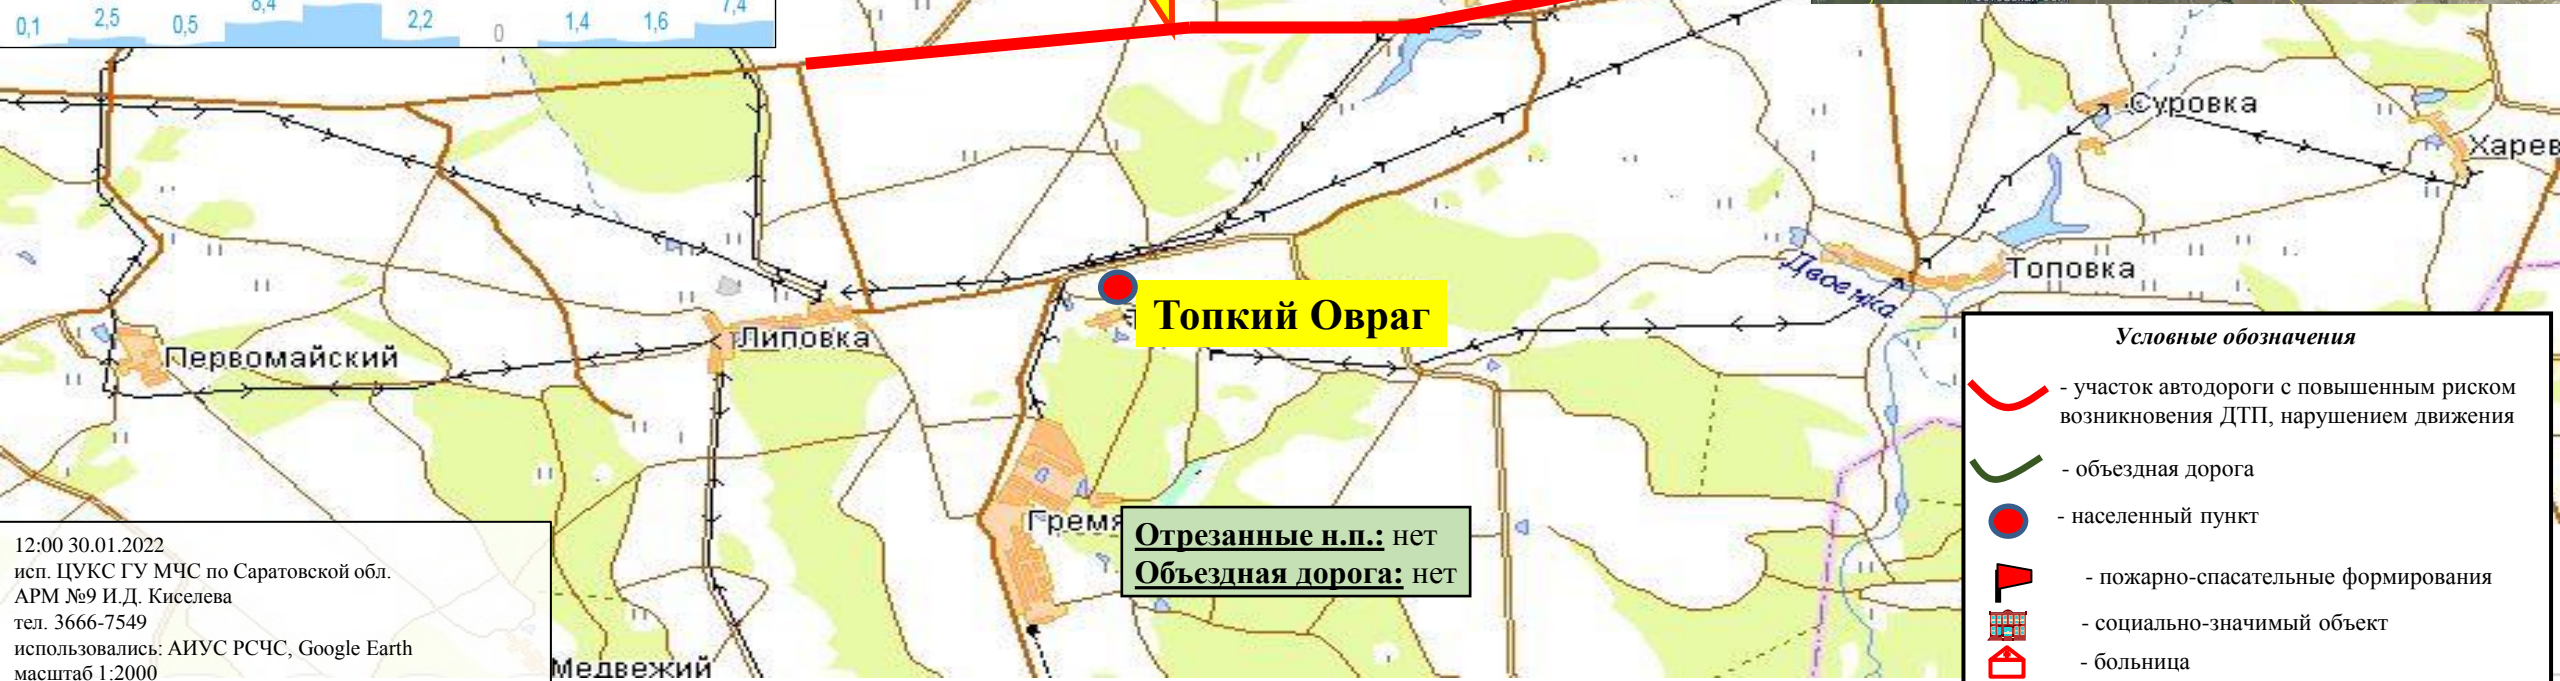 8,4
7,4
0,1
2,5
0,5
2,2
0
1,4
1,6
Суровка
Харев
Двоенка
Топовка
Топкий Овраг
Липовка
Первомайский
Гремя
Медвежий
Отрезанные н.п.: нет
Объездная дорога: нет
12:00 30.01.2022
исп. ЦУКС ГУ МЧС по Саратовской обл.
АРМ №9 И.Д. Киселева
тел. 3666-7549
использовались: АИУС РСЧС, Google Earth
масштаб 1:2000
Условные обозначения
- участок автодороги с повышенным риском
возникновения ДТП, нарушением движения
- объездная дорога
- населенный пункт
- пожарно-спасательные формирования
- социально-значимый объект
- больница